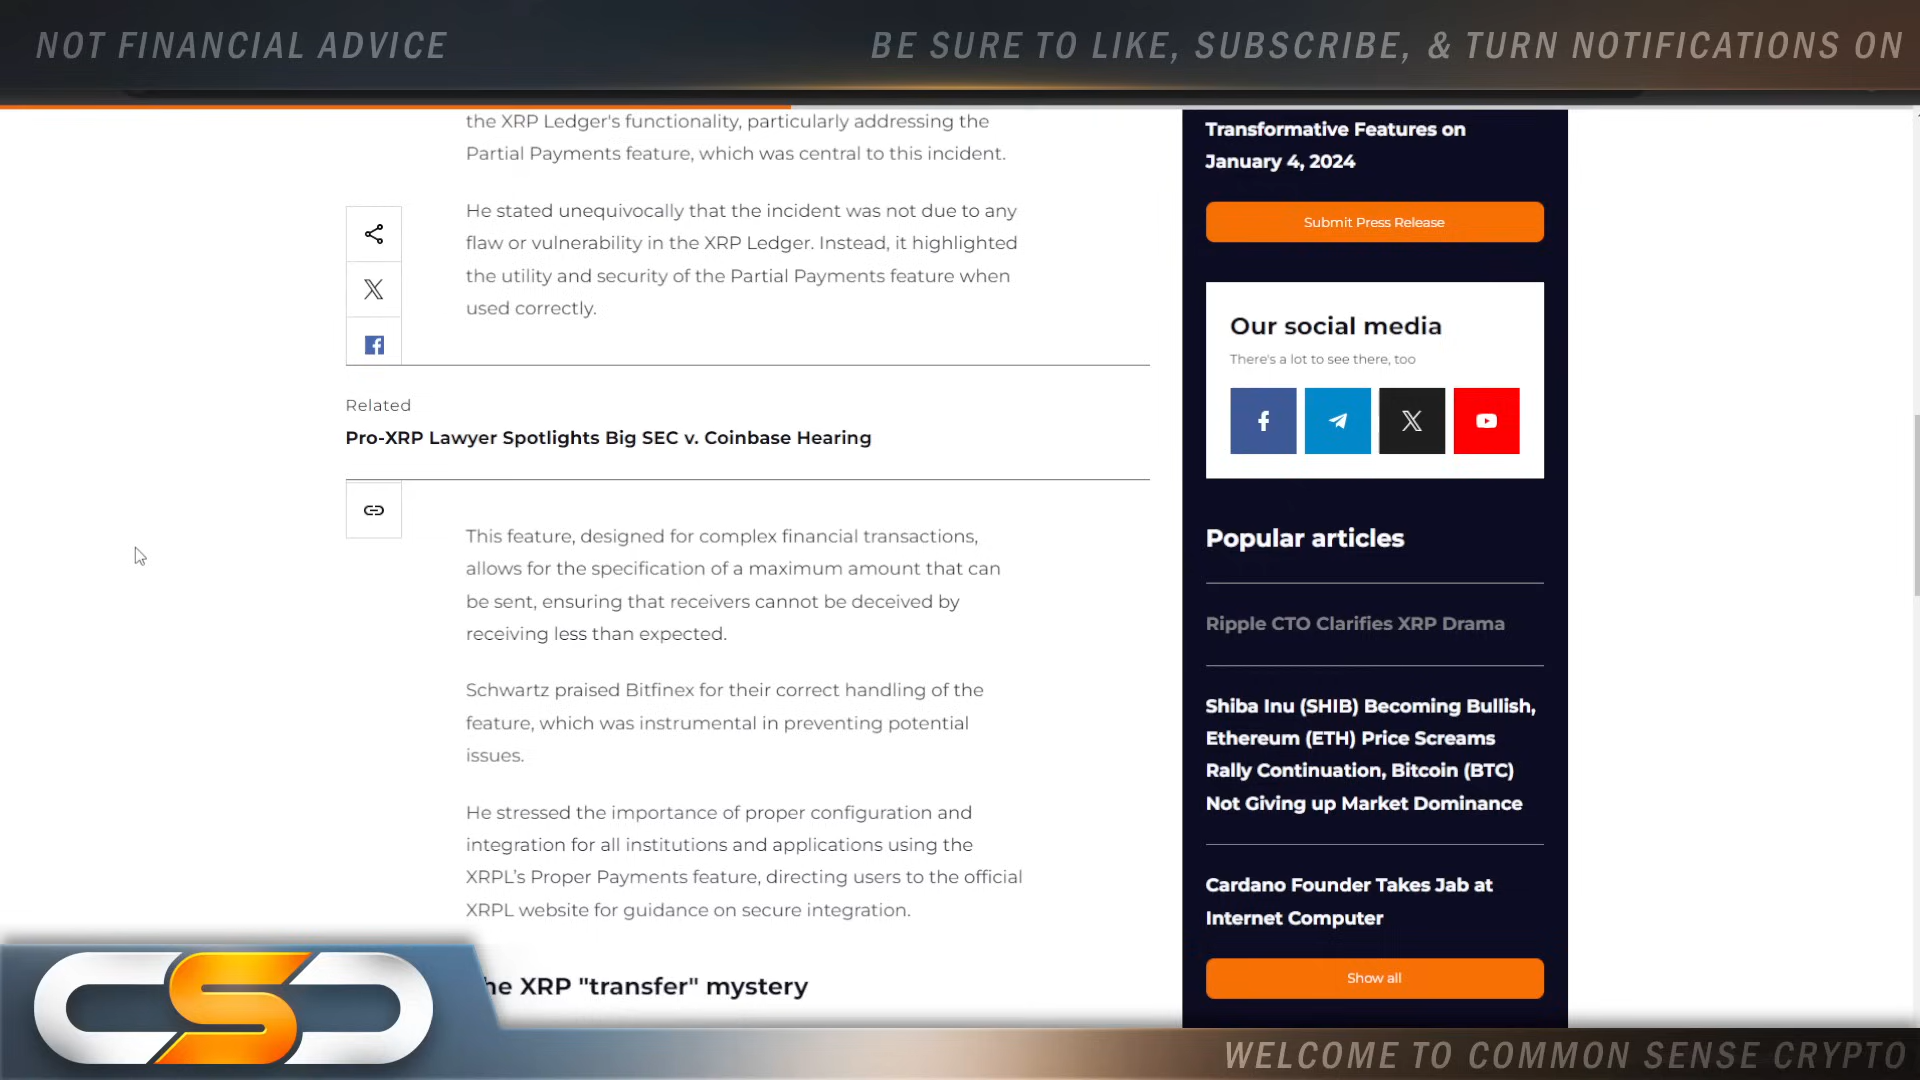 NOT FINANCIAL ADVICE
BE SURE TO LIKE, SUBSCRIBE, & TURN NOTIFICATIONS ON
the XRP Ledger's functionality, particularly addressing the
Partial Payments feature, which was central to this incident.
He stated unequivocally that the incident was not due to any
flaw or vulnerability in the XRP Ledger. Instead, it highlighted
the utility and security of the Partial Payments feature when
used correctly.
Related
Pro-XRP Lawyer Spotlights Big SEC v. Coinbase Hearing
This feature, designed for complex financial transactions,
allows for the specification of a maximum amount that can
be sent, ensuring that receivers cannot be deceived by
receiving less than expected.
Schwartz praised Bitfinex for their correct handling of the
feature, which was instrumental in preventing potential
issues.
He stressed the importance of proper configuration and
integration for all institutions and applications using the
XRPL's Proper Payments feature, directing users to the official
XRPL website for guidance on secure integration.
he XRP "transfer" mystery
Transformative Features on
January 4, 2024
Submit Press Release
Our social media
There's a lot to see there, too
Popular articles
Ripple CTO Clarifies XRP Drama
Shiba Inu (SHIB) Becoming Bullish,
Ethereum (ETH) Price Screams
Rally Continuation, Bitcoin (BTC)
Not Giving up Market Dominance
Cardano Founder Takes Jab at
Internet Computer
Show all
CSC
WELCOME TO COMMON SENSE CRYPTO